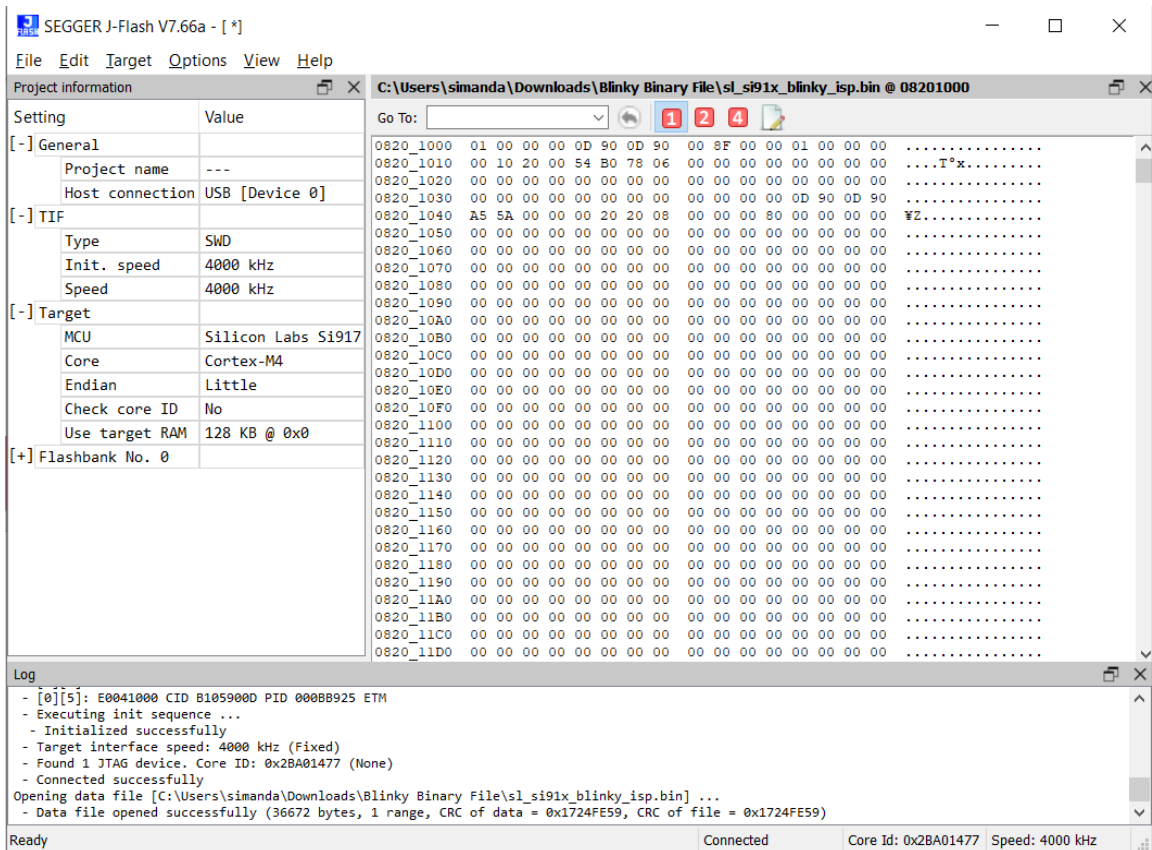 SEGGER J-Flash V7.66a - [ *]
File Edit Target Options View Help
Project information
Setting Value
[-] General
Project name ---
Host connection USB [Device 0]
[-] TIF
Type SWD
Init. speed 4000 kHz
Speed 4000 kHz
[-] Target
MCU Silicon Labs Si917
Core Cortex-M4
Endian Little
Check core ID No
Use target RAM 128 KB @ 0x0
[+] Flashbank No. 0
C:\Users\simanda\Downloads\Blinky Binary File\sl_si91x_blinky_isp.bin @ 08201000
Go To: 1 2 4
0820_1000 01 00 00 00 0D 90 0D 90 00 8F 00 00 01 00 00 00 ................
0820_1010 00 10 20 00 54 B0 78 06 00 00 00 00 00 00 00 00 .. ..T°x.........
0820_1020 00 00 00 00 00 00 00 00 00 00 00 00 00 00 00 00 ................
0820_1030 00 00 00 00 00 00 00 00 00 00 00 00 0D 90 0D 90 ................
0820_1040 A5 5A 00 00 00 20 20 08 00 00 00 80 00 00 00 00 ¥Z..............
0820_1050 00 00 00 00 00 00 00 00 00 00 00 00 00 00 00 00 ................
0820_1060 00 00 00 00 00 00 00 00 00 00 00 00 00 00 00 00 ................
0820_1070 00 00 00 00 00 00 00 00 00 00 00 00 00 00 00 00 ................
0820_1080 00 00 00 00 00 00 00 00 00 00 00 00 00 00 00 00 ................
0820_1090 00 00 00 00 00 00 00 00 00 00 00 00 00 00 00 00 ................
0820_10A0 00 00 00 00 00 00 00 00 00 00 00 00 00 00 00 00 ................
0820_10B0 00 00 00 00 00 00 00 00 00 00 00 00 00 00 00 00 ................
0820_10C0 00 00 00 00 00 00 00 00 00 00 00 00 00 00 00 00 ................
0820_10D0 00 00 00 00 00 00 00 00 00 00 00 00 00 00 00 00 ................
0820_10E0 00 00 00 00 00 00 00 00 00 00 00 00 00 00 00 00 ................
0820_10F0 00 00 00 00 00 00 00 00 00 00 00 00 00 00 00 00 ................
0820_1100 00 00 00 00 00 00 00 00 00 00 00 00 00 00 00 00 ................
0820_1110 00 00 00 00 00 00 00 00 00 00 00 00 00 00 00 00 ................
0820_1120 00 00 00 00 00 00 00 00 00 00 00 00 00 00 00 00 ................
0820_1130 00 00 00 00 00 00 00 00 00 00 00 00 00 00 00 00 ................
0820_1140 00 00 00 00 00 00 00 00 00 00 00 00 00 00 00 00 ................
0820_1150 00 00 00 00 00 00 00 00 00 00 00 00 00 00 00 00 ................
0820_1160 00 00 00 00 00 00 00 00 00 00 00 00 00 00 00 00 ................
0820_1170 00 00 00 00 00 00 00 00 00 00 00 00 00 00 00 00 ................
0820_1180 00 00 00 00 00 00 00 00 00 00 00 00 00 00 00 00 ................
0820_1190 00 00 00 00 00 00 00 00 00 00 00 00 00 00 00 00 ................
0820_11A0 00 00 00 00 00 00 00 00 00 00 00 00 00 00 00 00 ................
0820_11B0 00 00 00 00 00 00 00 00 00 00 00 00 00 00 00 00 ................
0820_11C0 00 00 00 00 00 00 00 00 00 00 00 00 00 00 00 00 ................
0820_11D0 00 00 00 00 00 00 00 00 00 00 00 00 00 00 00 00 ................
Log
- [0][5]: E0041000 CID B105900D PID 000BB925 ETM
- Executing init sequence ...
- Initialized successfully
- Target interface speed: 4000 kHz (Fixed)
- Found 1 JTAG device. Core ID: 0x2BA01477 (None)
- Connected successfully
Opening data file [C:\Users\simanda\Downloads\Blinky Binary File\sl_si91x_blinky_isp.bin] ...
- Data file opened successfully (36672 bytes, 1 range, CRC of data = 0x1724FE59, CRC of file = 0x1724FE59)
Ready Connected Core Id: 0x2BA01477 Speed: 4000 kHz